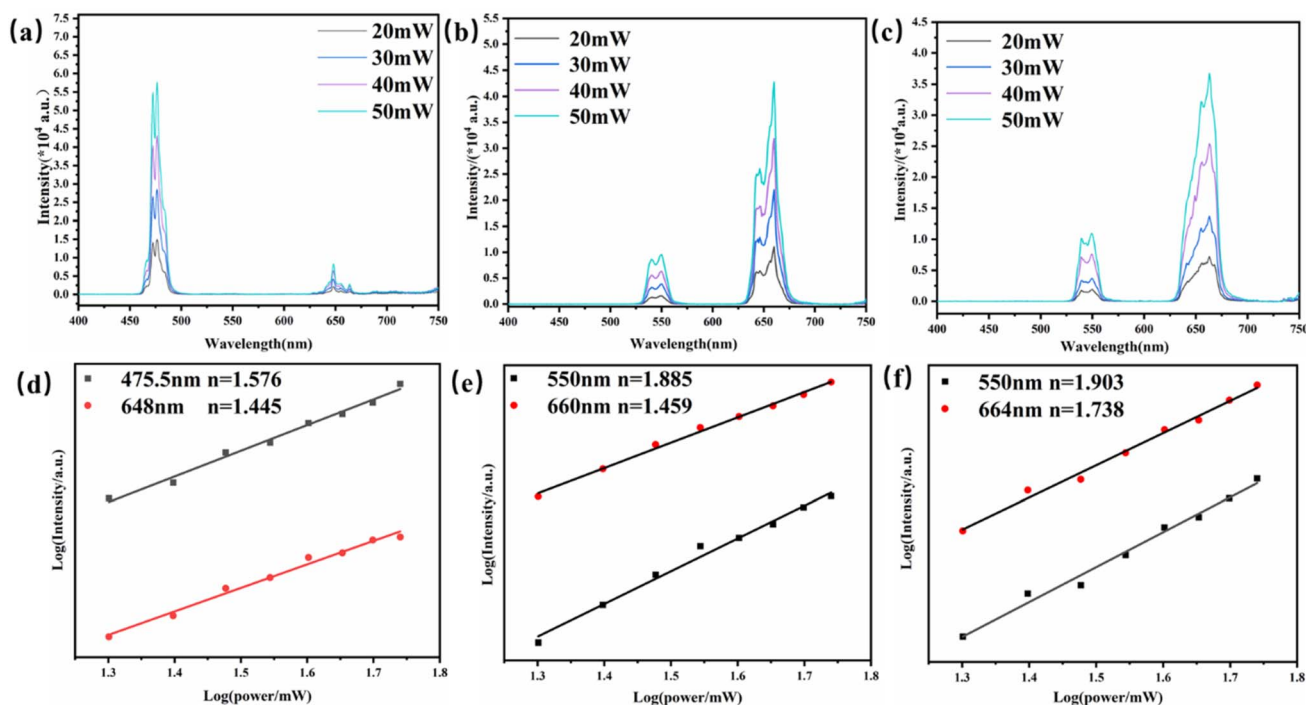 (a)
20mW
30mW
40mW
50mW
Intensity/(*10⁴ a.u.)
7.5
7.0
6.5
6.0
5.5
5.0
4.5
4.0
3.5
3.0
2.5
2.0
1.5
1.0
0.5
0.0
400 450 500 550 600 650 700 750
Wavelength(nm)
(b)
20mW
30mW
40mW
50mW
Intensity/(*10⁴ a.u.)
5.5
5.0
4.5
4.0
3.5
3.0
2.5
2.0
1.5
1.0
0.5
0.0
400 450 500 550 600 650 700 750
Wavelength(nm)
(c)
20mW
30mW
40mW
50mW
Intensity/(*10⁴a.u.)
4.5
4.0
3.5
3.0
2.5
2.0
1.5
1.0
0.5
0.0
400 450 500 550 600 650 700 750
Wavelength(nm)
(d)
475.5nm n=1.576
648nm n=1.445
Log(Intensity/a.u.)
1.3 1.4 1.5 1.6 1.7 1.8
Log(power/mW)
(e)
550nm n=1.885
660nm n=1.459
Log(Intensity/a.u.)
1.3 1.4 1.5 1.6 1.7 1.8
Log(power/mW)
(f)
550nm n=1.903
664nm n=1.738
Log(Intensity/a.u.)
1.3 1.4 1.5 1.6 1.7 1.8
Log(power/mW)